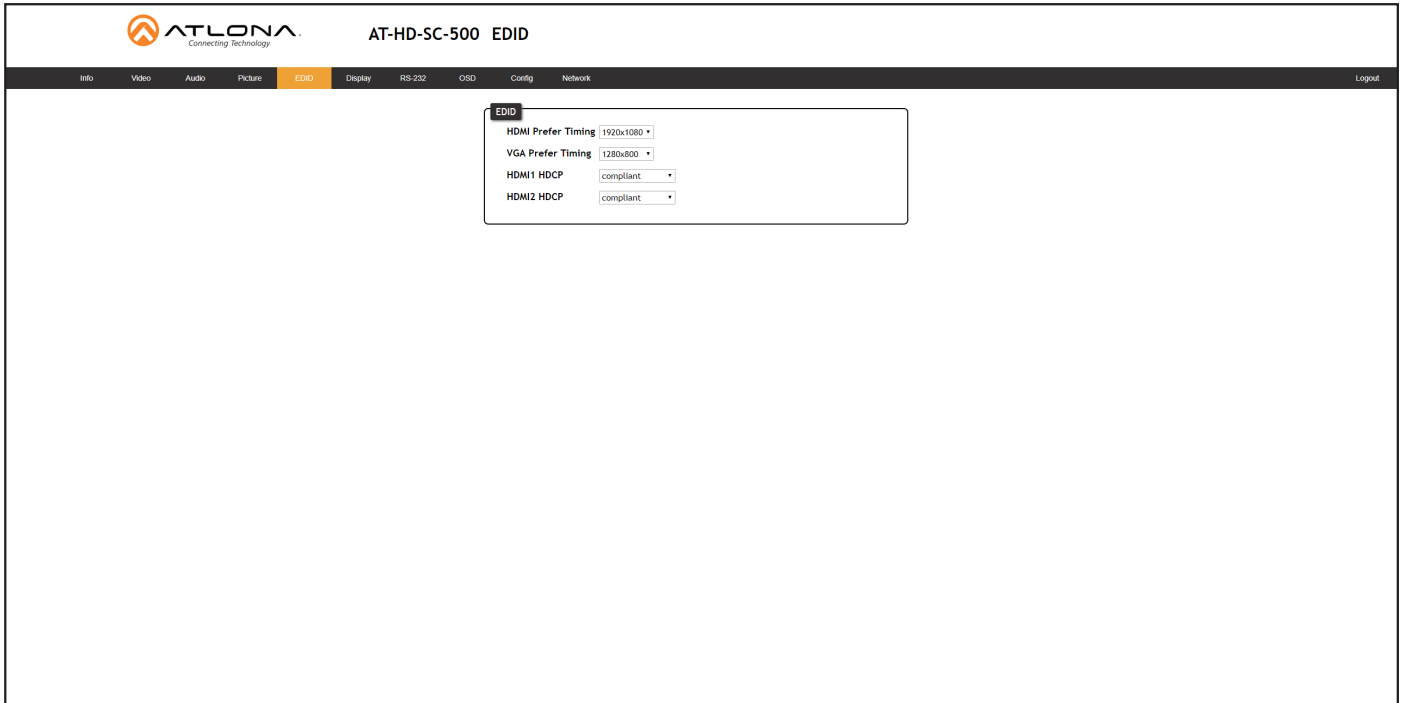 ATLONA.
Connecting Technology
AT-HD-SC-500 EDID
Info Video Audio Picture EDID Display RS-232 OSD Config Network Logout
EDID
HDMI Prefer Timing 1920x1080
VGA Prefer Timing 1280x800
HDMI1 HDCP compliant
HDMI2 HDCP compliant